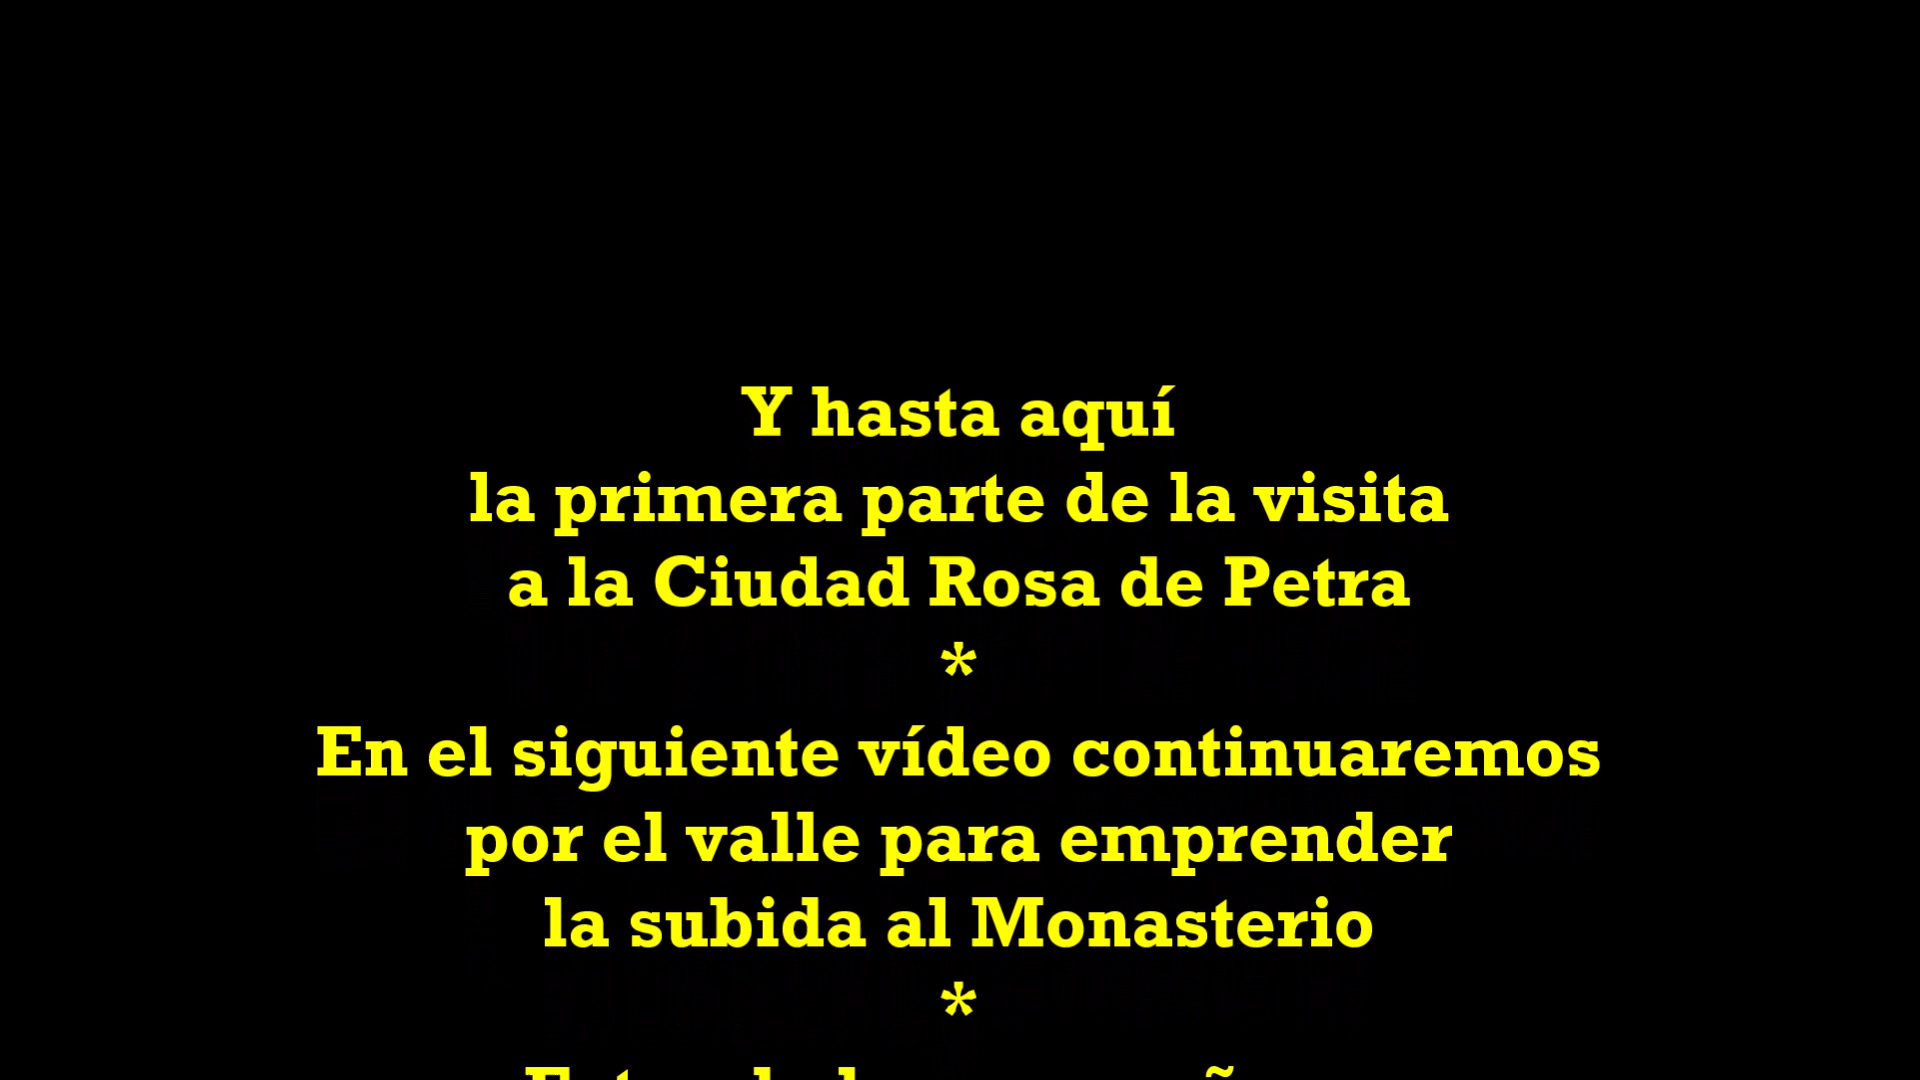 Y hasta aquí
la primera parte de la visita
a la Ciudad Rosa de Petra
*
En el siguiente vídeo continuaremos
por el valle para emprender
la subida al Monasterio
*